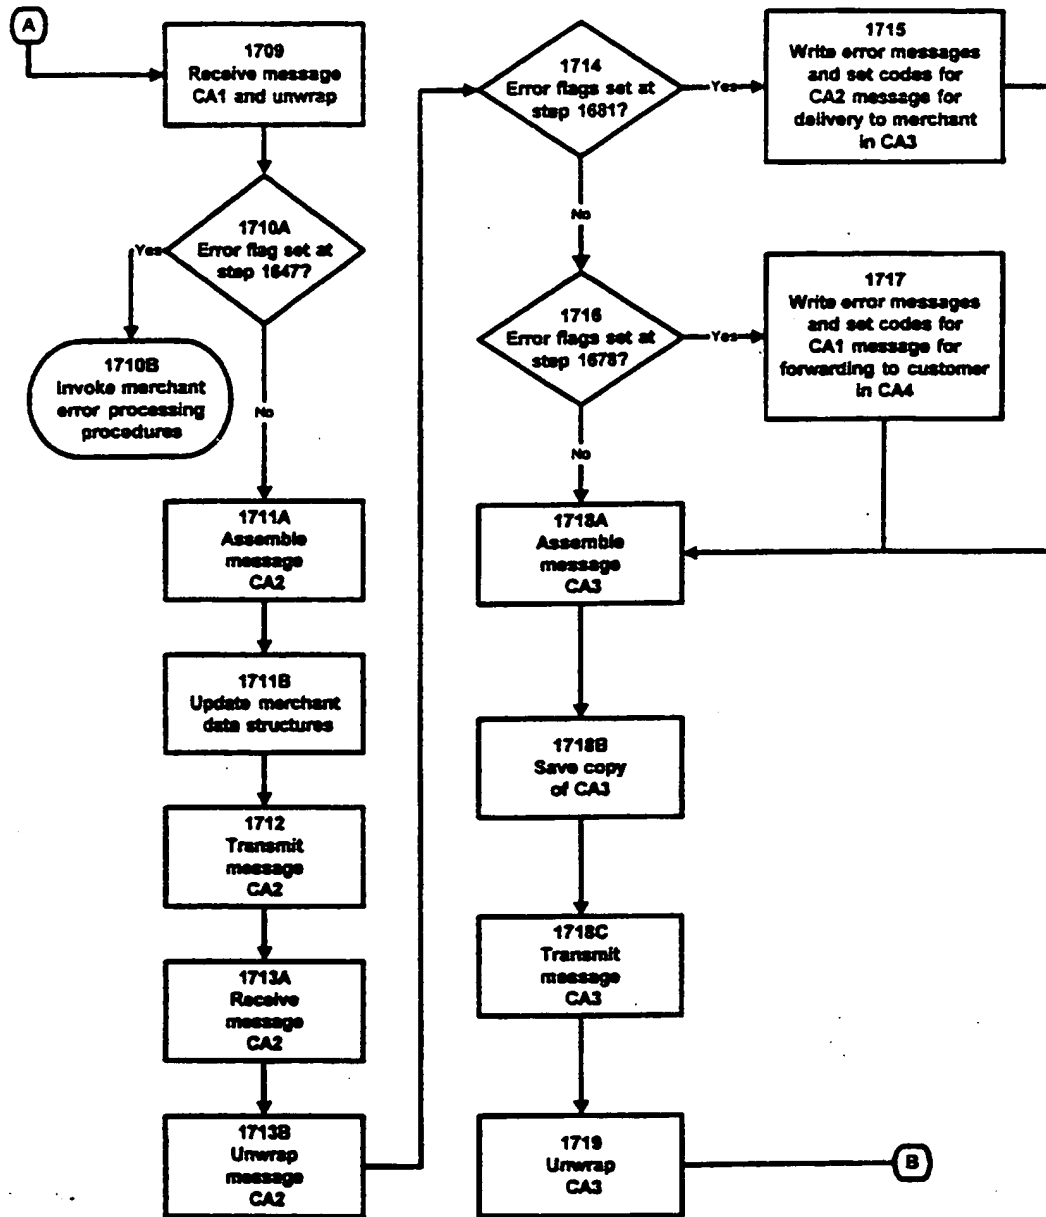 A
1709
Receive message
CA1 and unwrap
1710A
Error flag set at
step 1647?
Yes
1710B
Invoke merchant
error processing
procedures
No
1711A
Assemble
message
CA2
1711B
Update merchant
data structures
1712
Transmit
message
CA2
1713A
Receive
message
CA2
1713B
Unwrap
message
CA2
1714
Error flags set at
step 1681?
Yes
1715
Write error messages
and set codes for
CA2 message for
delivery to merchant
in CA3
No
1716
Error flags set at
step 1678?
Yes
1717
Write error messages
and set codes for
CA1 message for
forwarding to customer
in CA4
No
1718A
Assemble
message
CA3
1718B
Save copy
of CA3
1718C
Transmit
message
CA3
1719
Unwrap
CA3
B